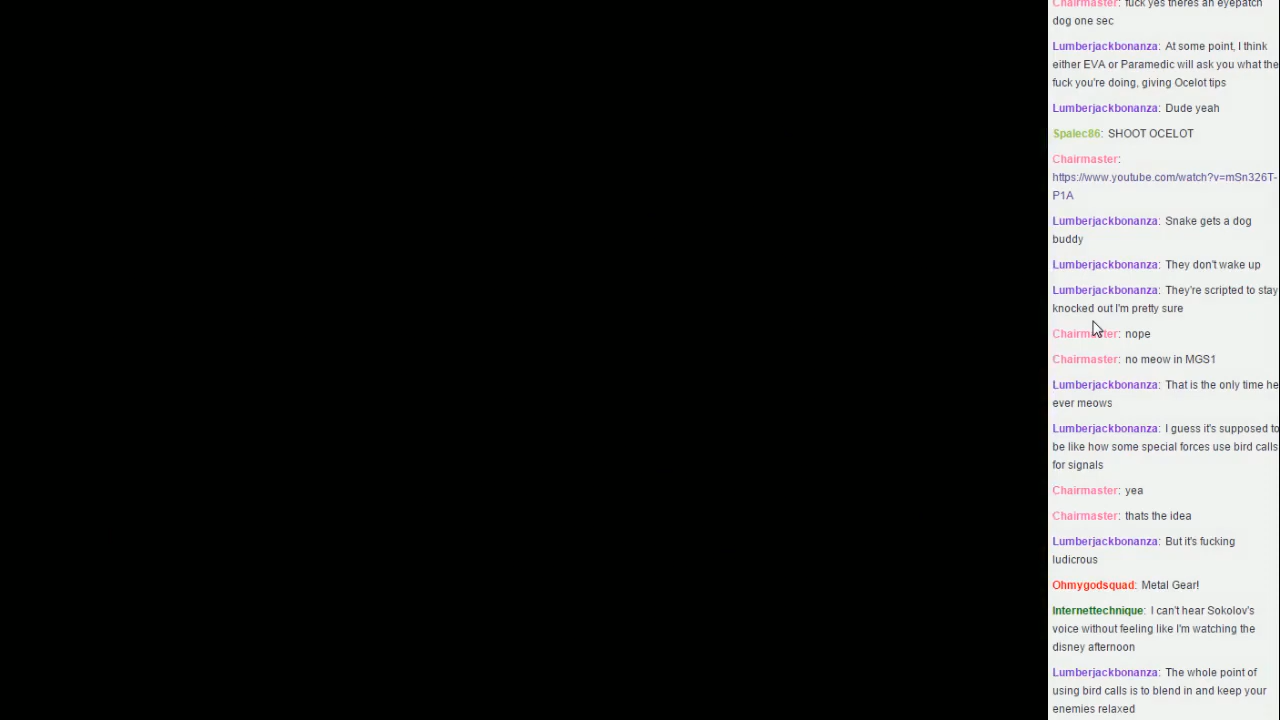 Chairmaster: fuck yes theres an eyepatch
dog one sec
Lumberjackbonanza: At some point, I think
either EVA or Paramedic will ask you what the
fuck you're doing, giving Ocelot tips
Lumberjackbonanza: Dude yeah
Spalec86: SHOOT OCELOT
Chairmaster:
https://www.youtube.com/watch?v=mSn326T-
P1A
Lumberjackbonanza: Snake gets a dog
buddy
Lumberjackbonanza: They don't wake up
Lumberjackbonanza: They're scripted to stay
knocked out I'm pretty sure
Chairmaster: nope
Chairmaster: no meow in MGS1
Lumberjackbonanza: That is the only time he
ever meows
Lumberjackbonanza: I guess it's supposed to
be like how some special forces use bird calls
for signals
Chairmaster: yea
Chairmaster: thats the idea
Lumberjackbonanza: But it's fucking
ludicrous
Ohmygodsquad: Metal Gear!
Internettechnique: I can't hear Sokolov's
voice without feeling like I'm watching the
disney afternoon
Lumberjackbonanza: The whole point of
using bird calls is to blend in and keep your
enemies relaxed